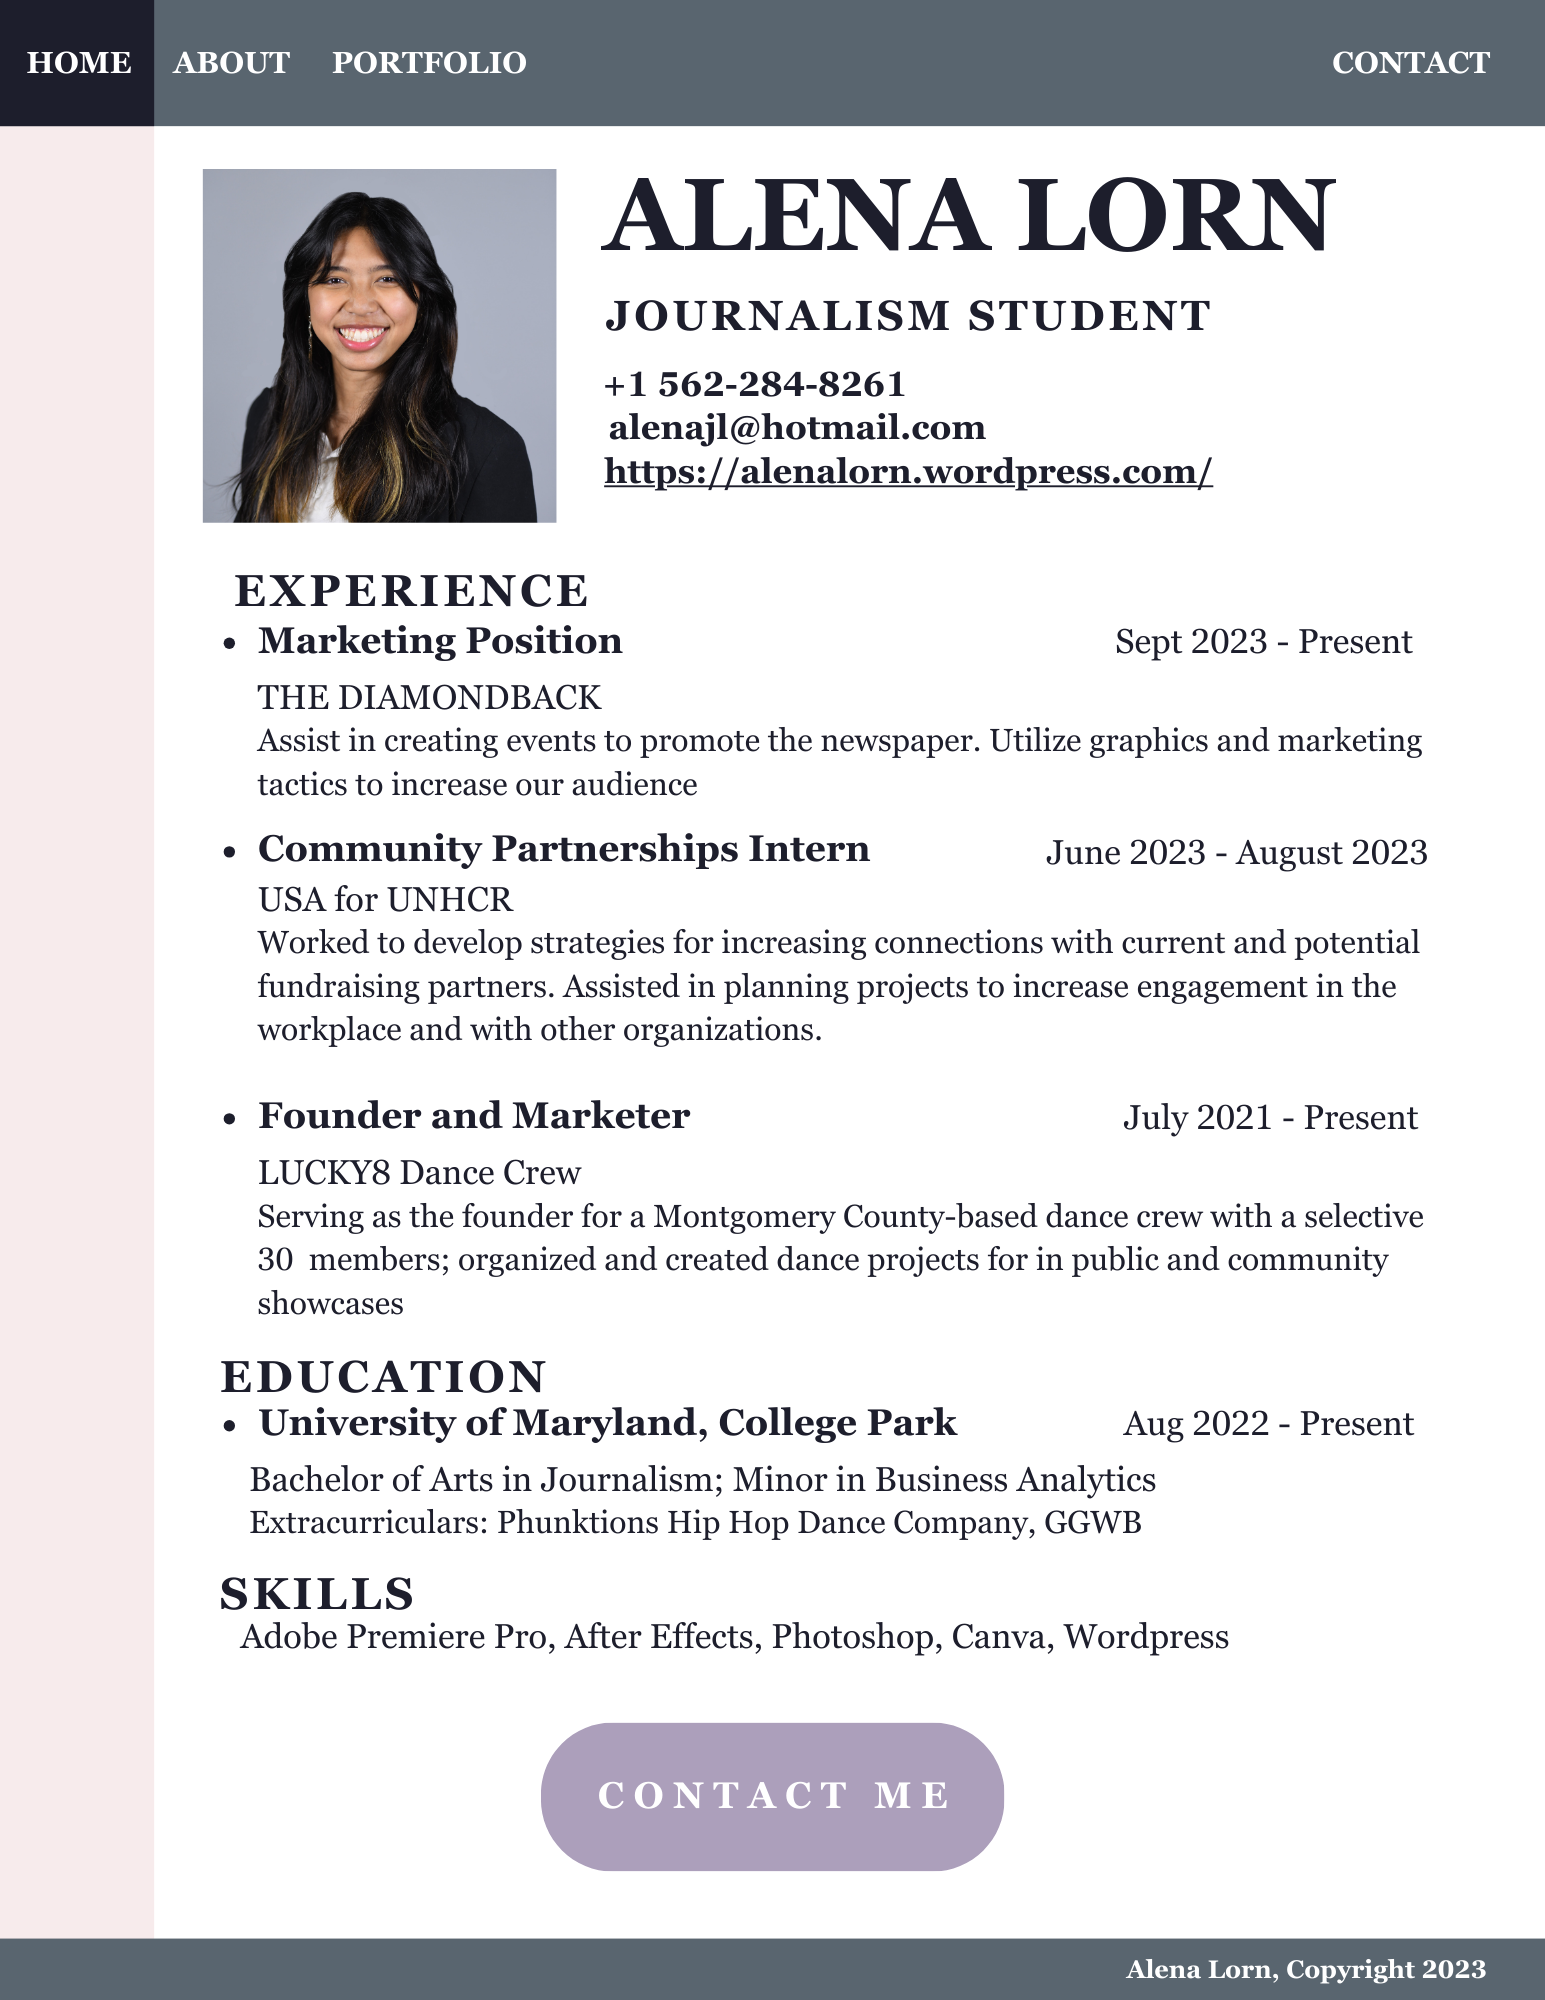 HOME ABOUT PORTFOLIO CONTACT
ALENA LORN
JOURNALISM STUDENT
+1 562-284-8261
alenajl@hotmail.com
https://alenalorn.wordpress.com/
EXPERIENCE
• Marketing Position Sept 2023 - Present
THE DIAMONDBACK
Assist in creating events to promote the newspaper. Utilize graphics and marketing
tactics to increase our audience
• Community Partnerships Intern June 2023 - August 2023
USA for UNHCR
Worked to develop strategies for increasing connections with current and potential
fundraising partners. Assisted in planning projects to increase engagement in the
workplace and with other organizations.
• Founder and Marketer July 2021 - Present
LUCKY8 Dance Crew
Serving as the founder for a Montgomery County-based dance crew with a selective
30  members; organized and created dance projects for in public and community
showcases
EDUCATION
• University of Maryland, College Park Aug 2022 - Present
Bachelor of Arts in Journalism; Minor in Business Analytics
Extracurriculars: Phunktions Hip Hop Dance Company, GGWB
SKILLS
Adobe Premiere Pro, After Effects, Photoshop, Canva, Wordpress
CONTACT ME
Alena Lorn, Copyright 2023